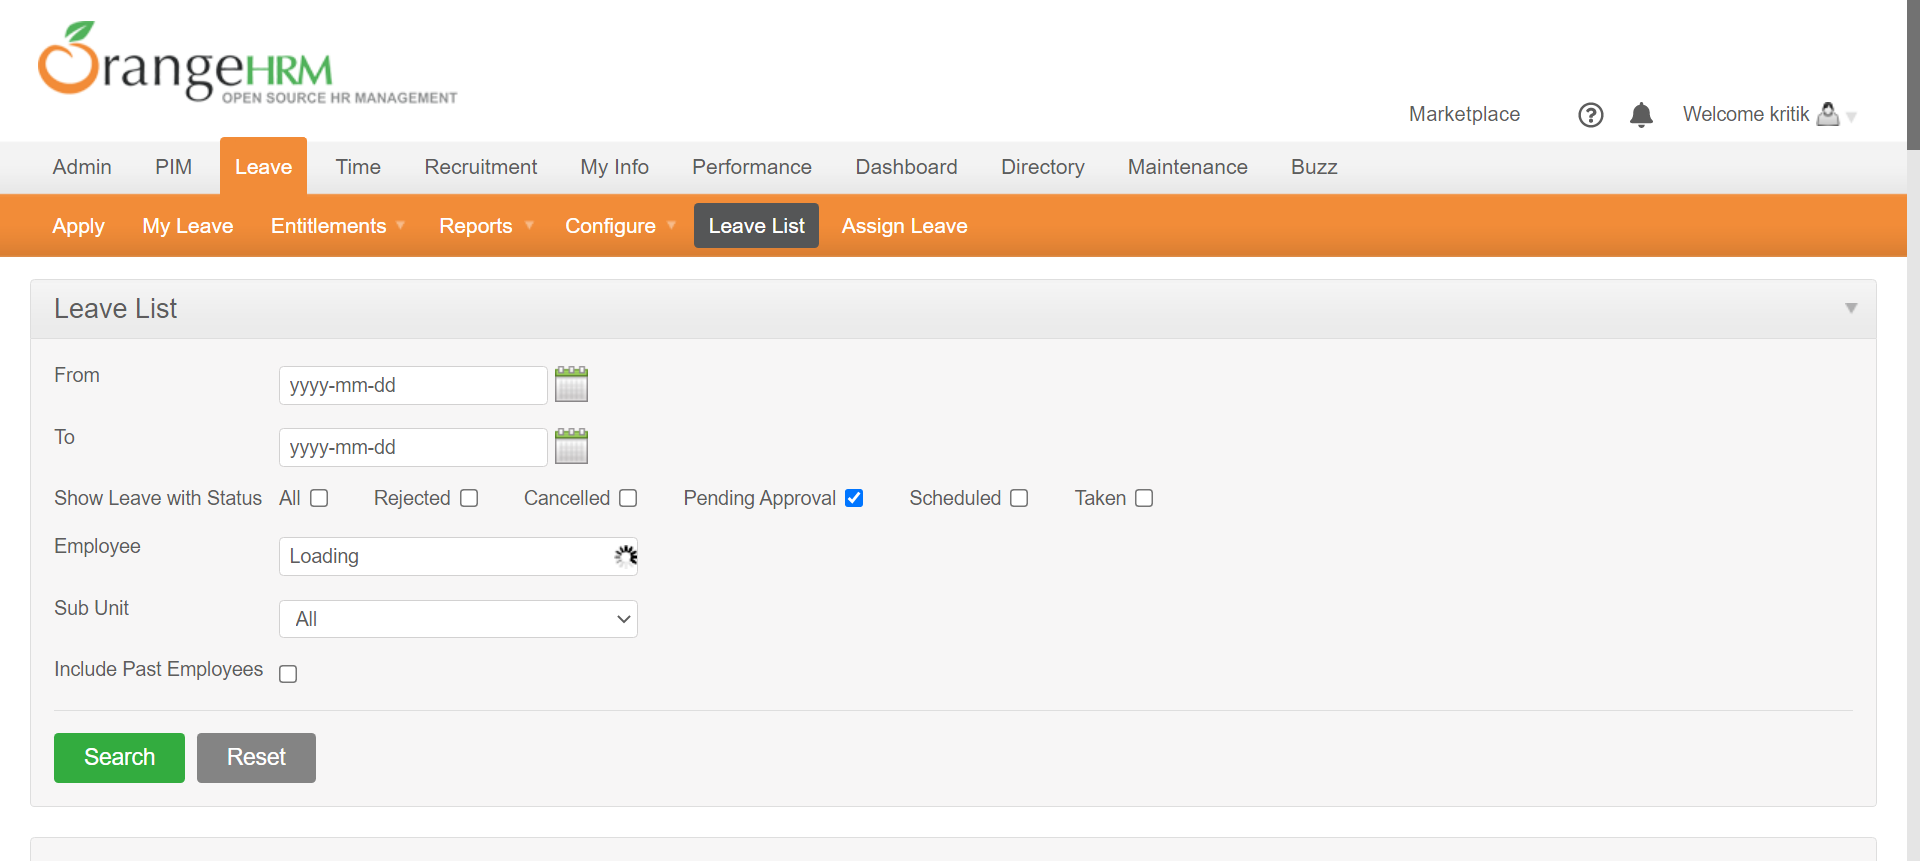 OrangeHRM
OPEN SOURCE HR MANAGEMENT
Marketplace ? Welcome kritik
Admin PIM Leave Time Recruitment My Info Performance Dashboard Directory Maintenance Buzz
Apply My Leave Entitlements Reports Configure Leave List Assign Leave
Leave List
From yyyy-mm-dd
To yyyy-mm-dd
Show Leave with Status All Rejected Cancelled Pending Approval Scheduled Taken
Employee Loading
Sub Unit All
Include Past Employees
Search Reset